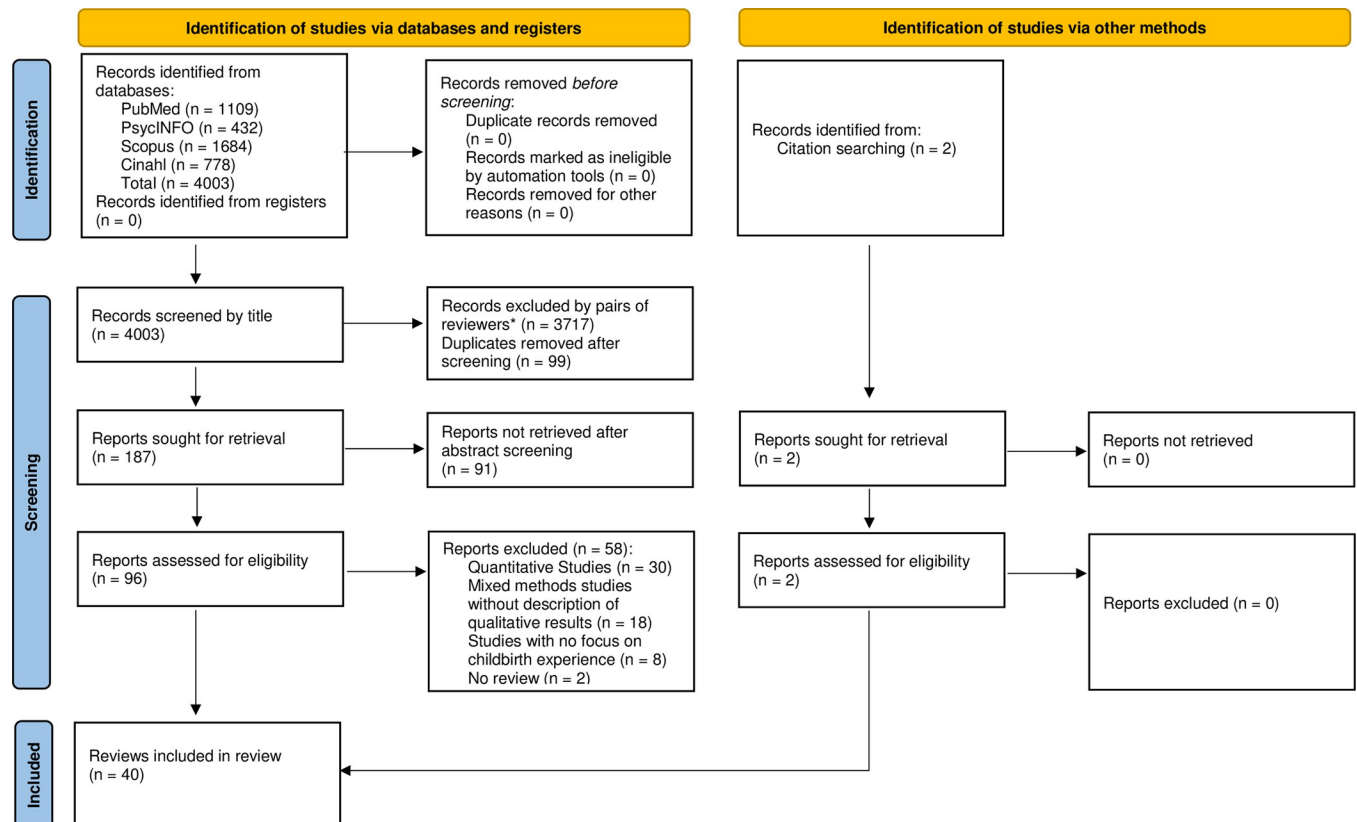 Identification of studies via databases and registers
Identification of studies via other methods
Identification
Records identified from
databases:
PubMed (n = 1109)
PsycINFO (n = 432)
Scopus (n = 1684)
Cinahl (n = 778)
Total (n = 4003)
Records identified from registers
(n = 0)
Records removed before
screening:
Duplicate records removed
(n = 0)
Records marked as ineligible
by automation tools (n = 0)
Records removed for other
reasons (n = 0)
Records identified from:
Citation searching (n = 2)
Screening
Records screened by title
(n = 4003)
Records excluded by pairs of
reviewers* (n = 3717)
Duplicates removed after
screening (n = 99)
Reports sought for retrieval
(n = 187)
Reports not retrieved after
abstract screening
(n = 91)
Reports sought for retrieval
(n = 2)
Reports not retrieved
(n = 0)
Reports assessed for eligibility
(n = 96)
Reports excluded (n = 58):
Quantitative Studies (n = 30)
Mixed methods studies
without description of
qualitative results (n = 18)
Studies with no focus on
childbirth experience (n = 8)
No review (n = 2)
Reports assessed for eligibility
(n = 2)
Reports excluded (n = 0)
Included
Reviews included in review
(n = 40)